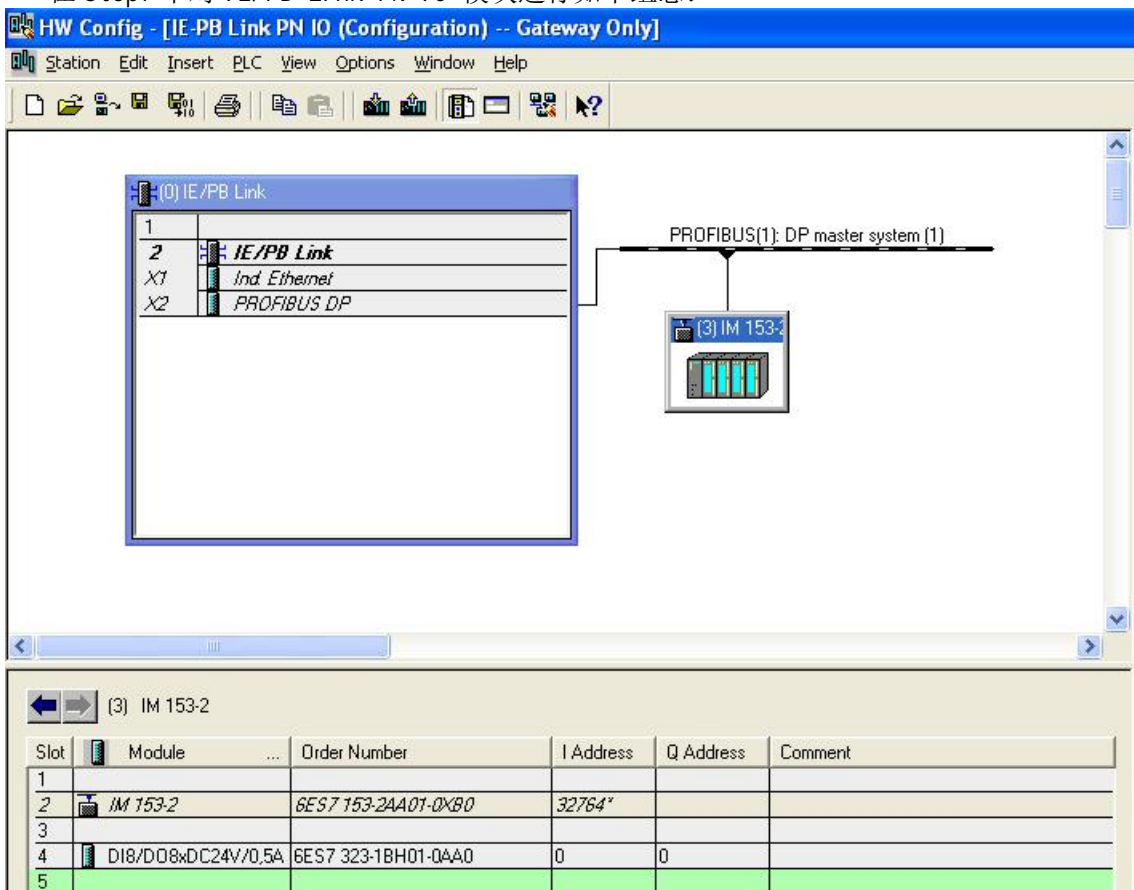 HW Config - [IE-PB Link PN IO (Configuration) -- Gateway Only]
Station Edit Insert PLC View Options Window Help
(0) IE/PB Link
1
2 IE/PB Link
X1 Ind. Ethernet
X2 PROFIBUS DP
PROFIBUS(1): DP master system (1)
(3) IM 153-2
(3) IM 153-2
Slot Module ... Order Number I Address Q Address Comment
1
2 IM 153-2 6ES7 153-2AA01-0XB0 32764*
3
4 DI8/DO8xDC24V/0,5A 6ES7 323-1BH01-0AA0 0 0
5